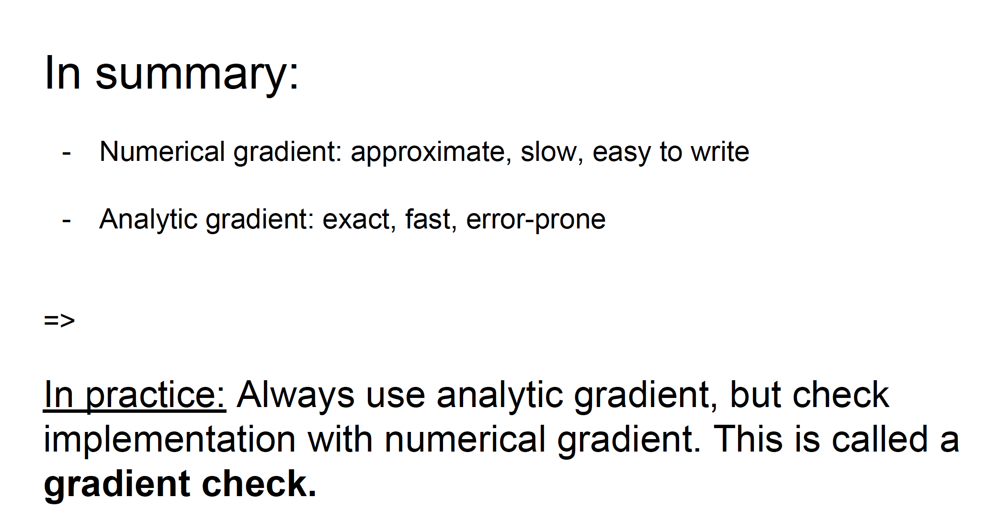 In summary:
- Numerical gradient: approximate, slow, easy to write
- Analytic gradient: exact, fast, error-prone
=>
In practice: Always use analytic gradient, but check
implementation with numerical gradient. This is called a
gradient check.